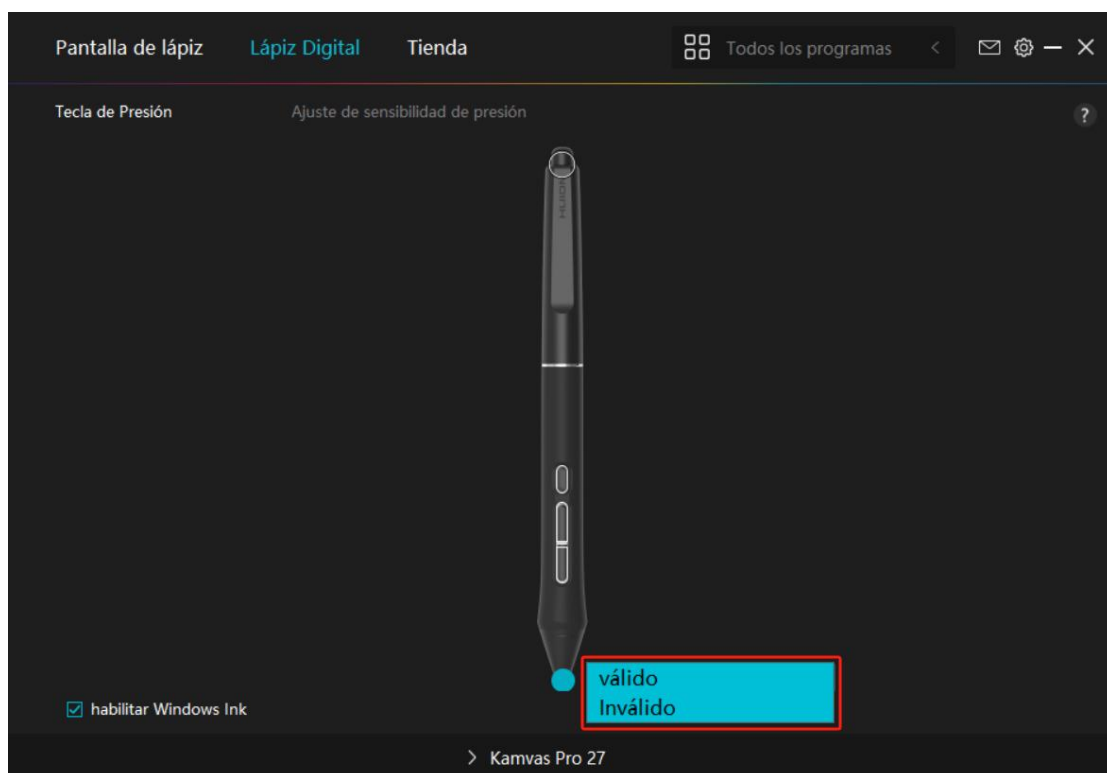 Pantalla de lápiz Lápiz Digital Tienda Todos los programas
Tecla de Presión Ajuste de sensibilidad de presión ?
HUION
válido
Inválido
habilitar Windows Ink
Kamvas Pro 27